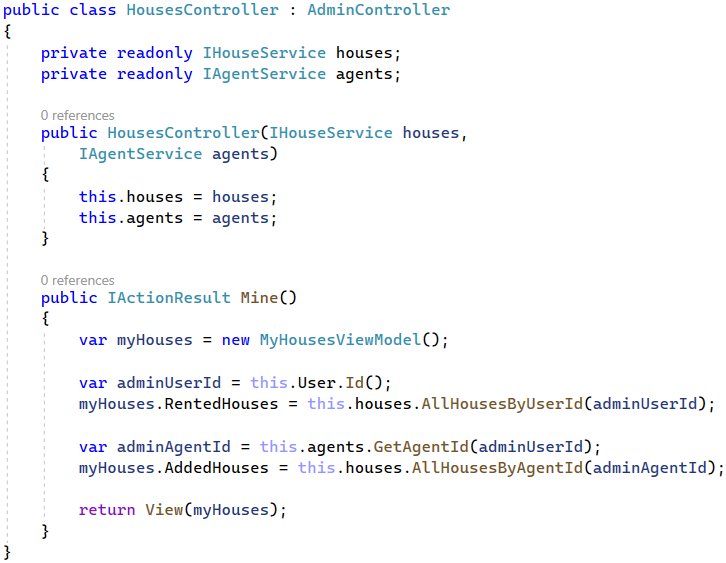 public class HousesController : AdminController
{
    private readonly IHouseService houses;
    private readonly IAgentService agents;
    0 references
    public HousesController(IHouseService houses,
        IAgentService agents)
    {
        this.houses = houses;
        this.agents = agents;
    }
    0 references
    public IActionResult Mine()
    {
        var myHouses = new MyHousesViewModel();
        var adminUserId = this.User.Id();
        myHouses.RentedHouses = this.houses.AllHousesByUserId(adminUserId);
        var adminAgentId = this.agents.GetAgentId(adminUserId);
        myHouses.AddedHouses = this.houses.AllHousesByAgentId(adminAgentId);
        return View(myHouses);
    }
}